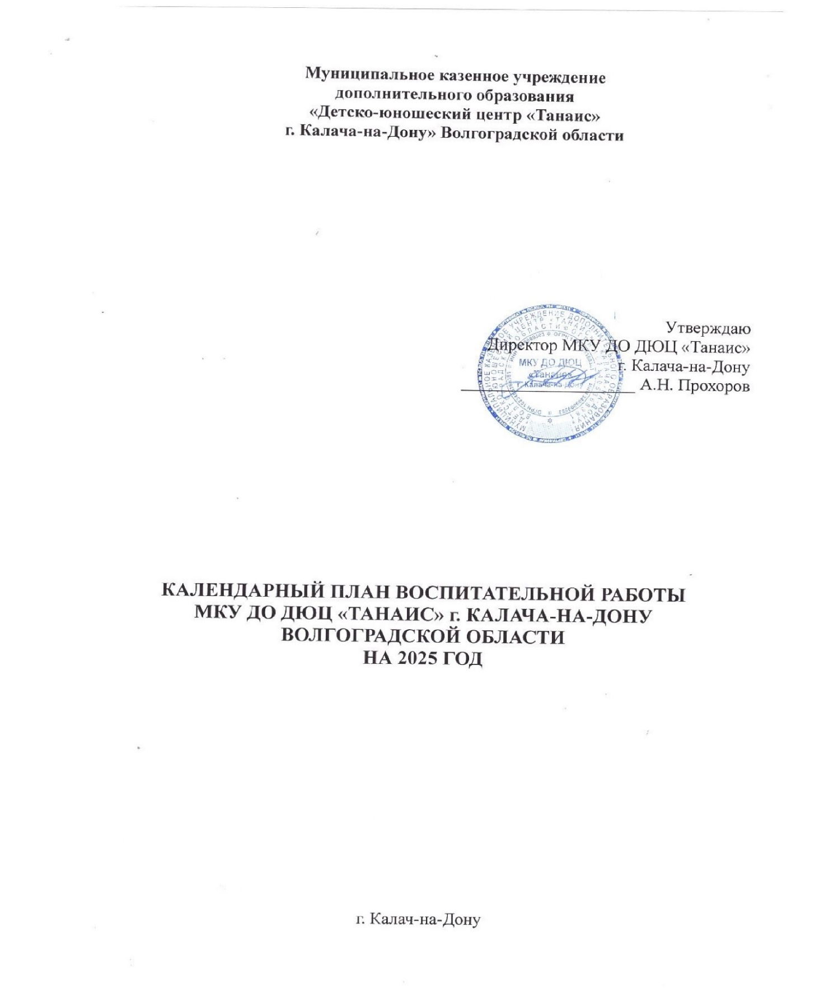 Муниципальное казенное учреждение
дополнительного образования
«Детско-юношеский центр «Танаис»
г. Калача-на-Дону» Волгоградской области
Утверждаю
Директор МКУ ДО ДЮЦ «Танаис»
г. Калача-на-Дону
А.Н. Прохоров
МКУ ДО ДЮЦ
«Танаис»
г. Калача-на-Дону
КАЛЕНДАРНЫЙ ПЛАН ВОСПИТАТЕЛЬНОЙ РАБОТЫ
МКУ ДО ДЮЦ «ТАНАИС» г. КАЛАЧА-НА-ДОНУ
ВОЛГОГРАДСКОЙ ОБЛАСТИ
НА 2025 ГОД
г. Калач-на-Дону